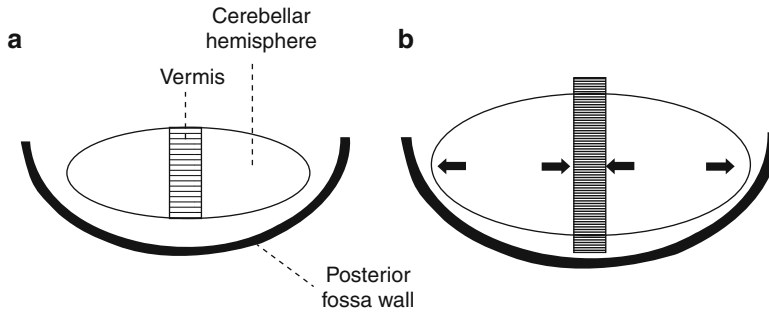 a
Cerebellar
hemisphere
Vermis
Posterior
fossa wall
b